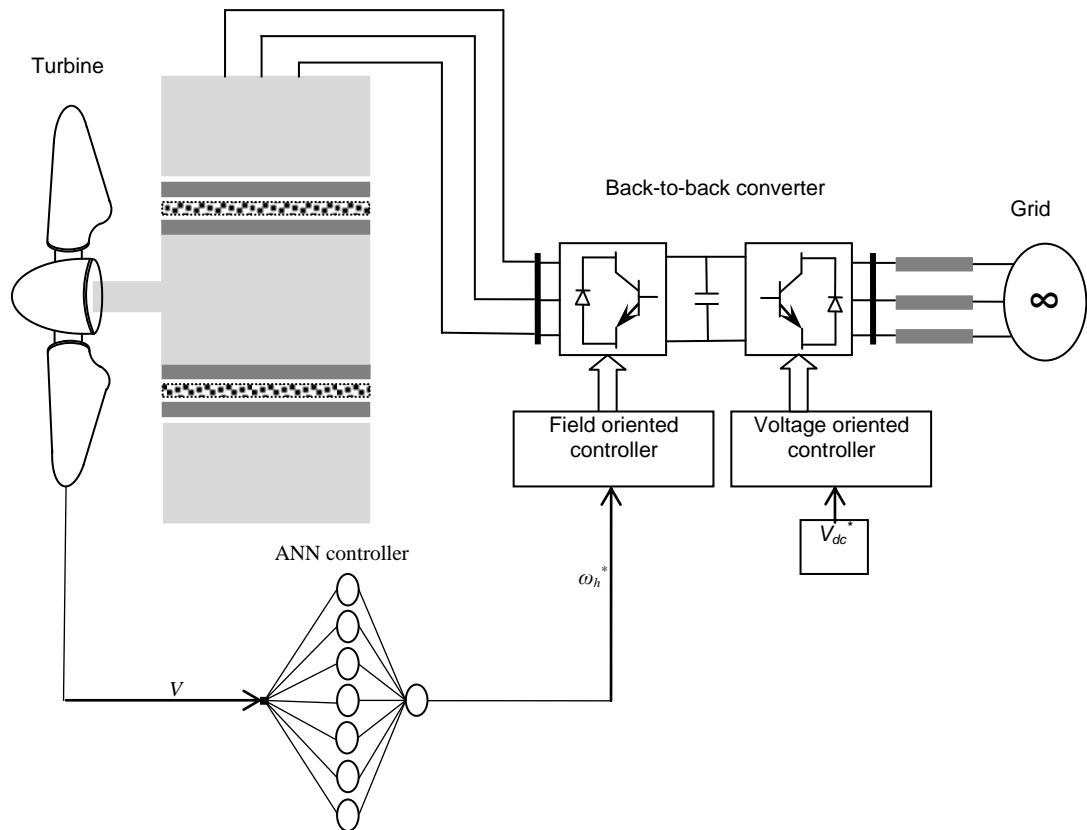 Turbine
Back-to-back converter
Grid
∞
Field oriented
controller
Voltage oriented
controller
V_dc^*
ANN controller
ω_h^*
V